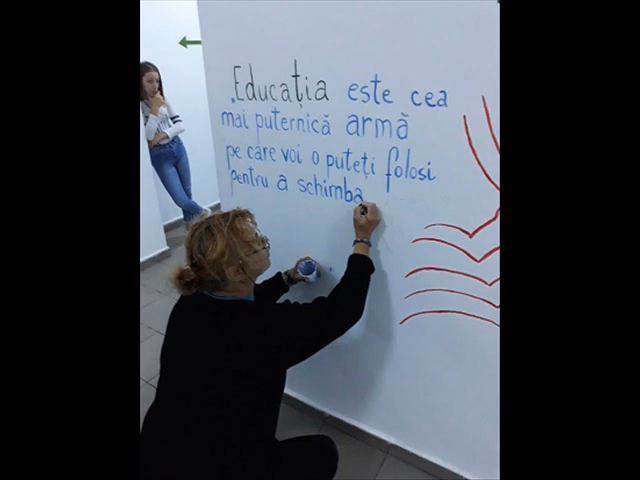 Educația este cea
mai puternică armă
pe care voi o puteți folosi
pentru a schimba